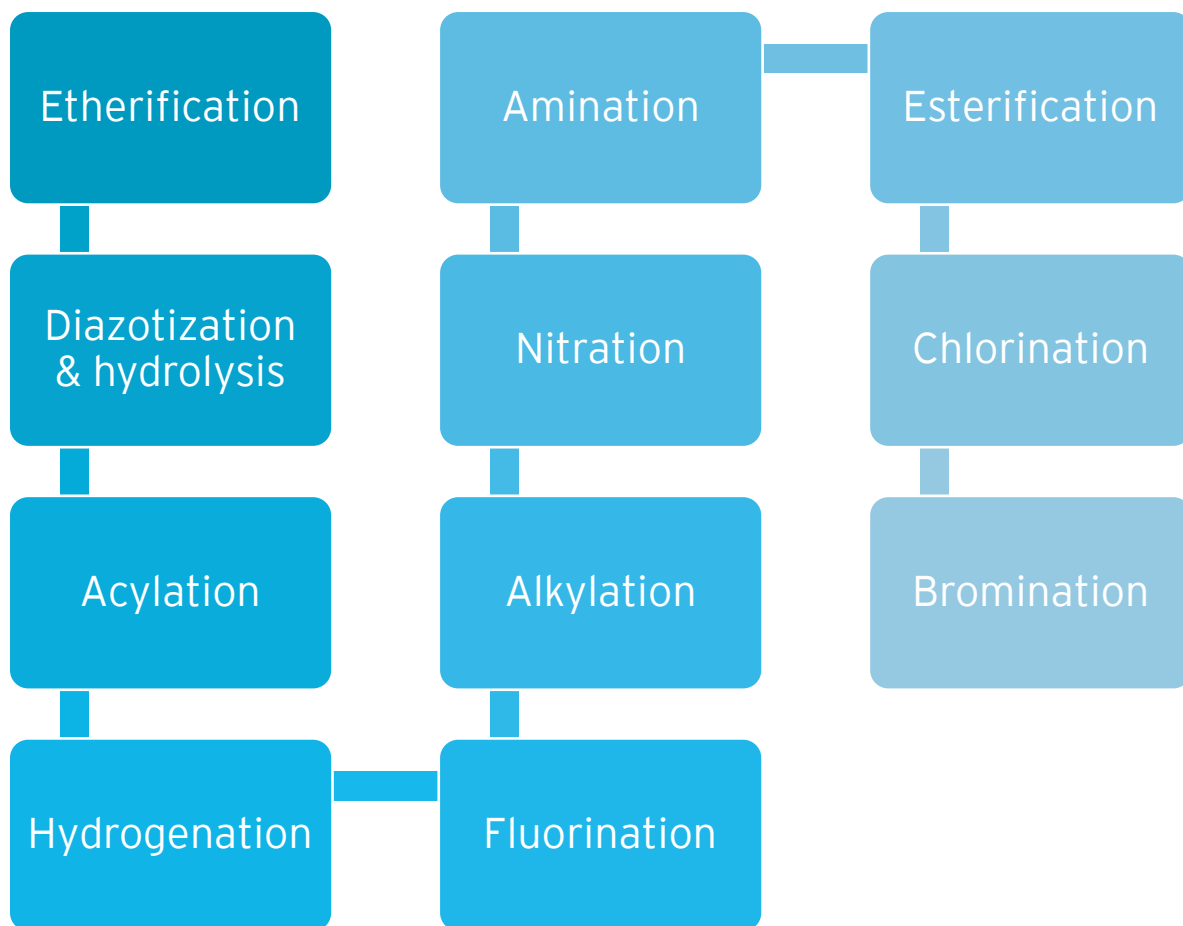 Etherification
Diazotization
& hydrolysis
Acylation
Hydrogenation
Fluorination
Alkylation
Nitration
Amination
Esterification
Chlorination
Bromination